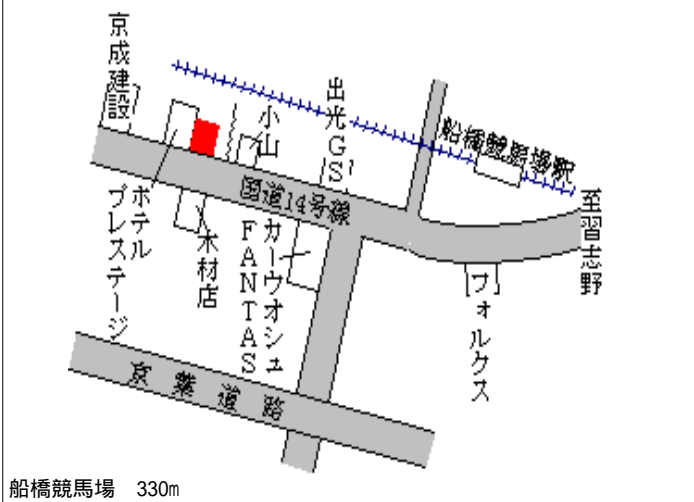 京成建設
小山
出光GS
船橋競馬場駅
至習志野
国道14号線
ホテル
プレステージ
木材店
カーウオシュ
FANTAS
フォルクス
京葉道路
船橋競馬場　330m